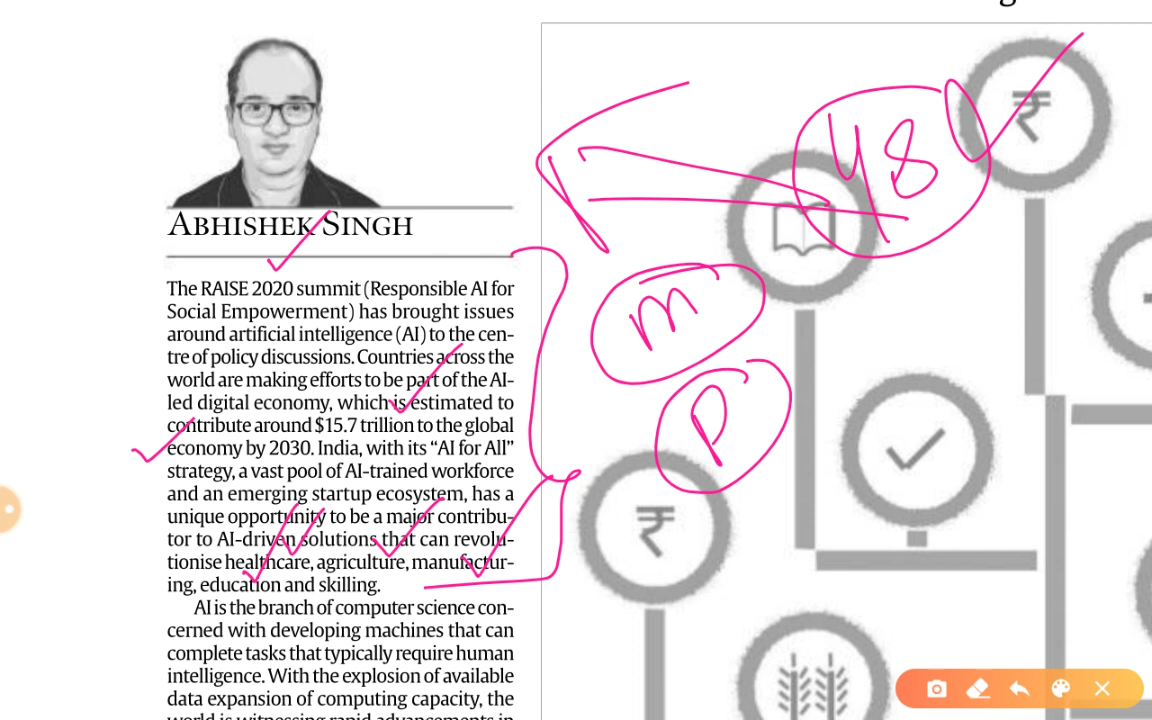 ABHISHEK SINGH
The RAISE 2020 summit (Responsible AI for
Social Empowerment) has brought issues
around artificial intelligence (AI) to the cen-
tre of policy discussions. Countries across the
world are making efforts to be part of the AI-
led digital economy, which is estimated to
contribute around $15.7 trillion to the global
economy by 2030. India, with its “AI for All”
strategy, a vast pool of AI-trained workforce
and an emerging startup ecosystem, has a
unique opportunity to be a major contribu-
tor to AI-driven solutions that can revolu-
tionise healthcare, agriculture, manufactur-
ing, education and skilling.
AI is the branch of computer science con-
cerned with developing machines that can
complete tasks that typically require human
intelligence. With the explosion of available
data expansion of computing capacity, the
world is witnessing rapid advancements in
48
m
P
₹
₹